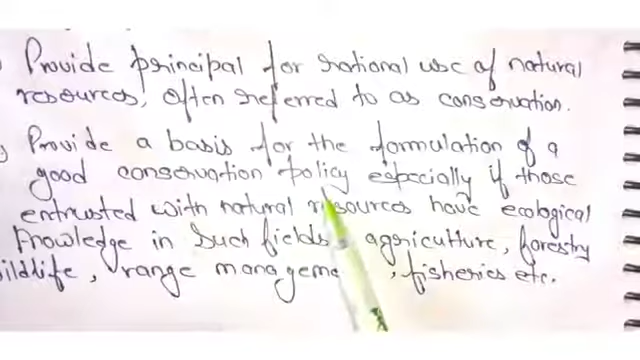 Provide principal for rational use of natural
resources, often referred to as conservation.
Provide a basis for the formulation of a
good conservation policy especially if those
entrusted with natural resources have ecological
knowledge in such fields agriculture, forestry
wildlife, range manageme , fisheries etc.